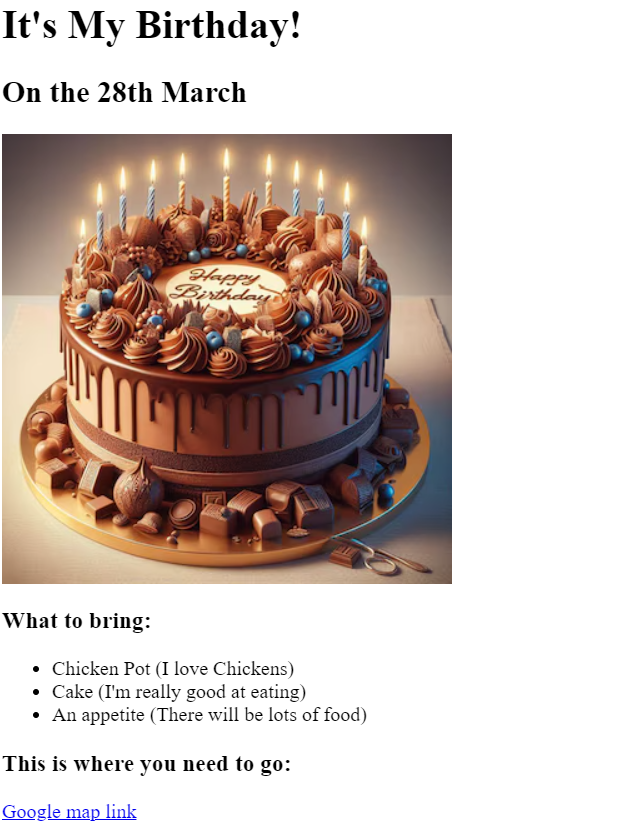 It's My Birthday!
On the 28th March
Happy
Birthday
What to bring:
Chicken Pot (I love Chickens)
Cake (I'm really good at eating)
An appetite (There will be lots of food)
This is where you need to go:
Google map link